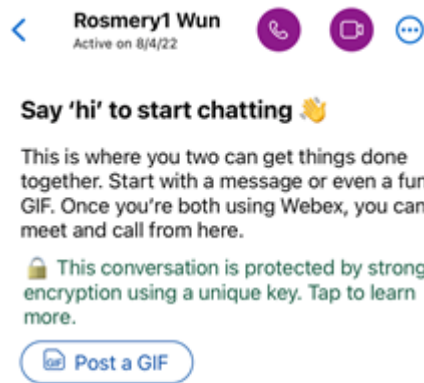 Rosmery1 Wun
Active on 8/4/22
Say ‘hi’ to start chatting 👋
This is where you two can get things done
together. Start with a message or even a fun
GIF. Once you’re both using Webex, you can
meet and call from here.
🔒 This conversation is protected by strong
encryption using a unique key. Tap to learn
more.
GIF Post a GIF